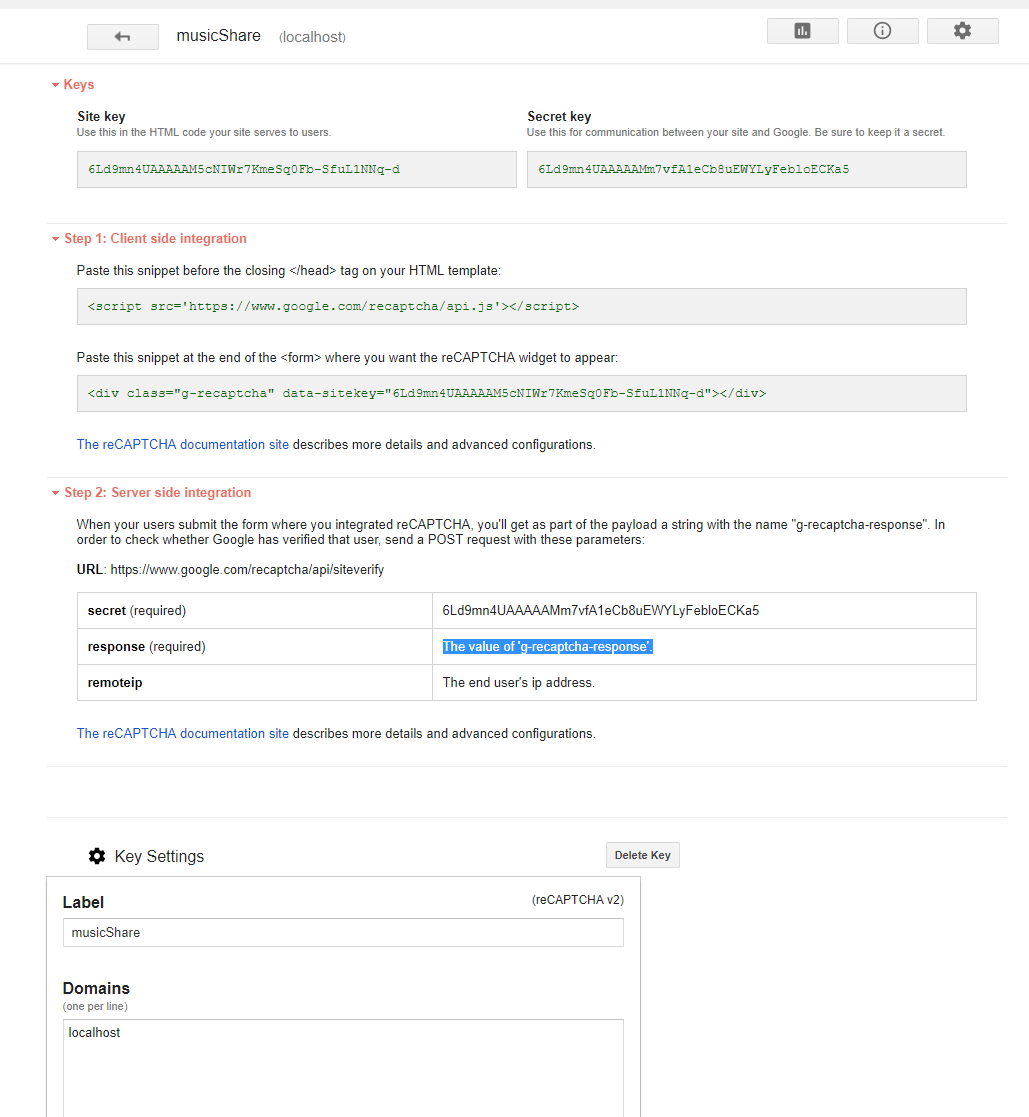 musicShare (localhost)
Keys
Site key
Use this in the HTML code your site serves to users.
6Ld9mn4UAAAAAM5cNIWr7KmeSq0Fb-SfuL1NNq-d
Secret key
Use this for communication between your site and Google. Be sure to keep it a secret.
6Ld9mn4UAAAAAMm7vfA1eCb8uEWYLyFebloECKa5
Step 1: Client side integration
Paste this snippet before the closing </head> tag on your HTML template:
<script src='https://www.google.com/recaptcha/api.js'></script>
Paste this snippet at the end of the <form> where you want the reCAPTCHA widget to appear:
<div class="g-recaptcha" data-sitekey="6Ld9mn4UAAAAAM5cNIWr7KmeSq0Fb-SfuL1NNq-d"></div>
The reCAPTCHA documentation site describes more details and advanced configurations.
Step 2: Server side integration
When your users submit the form where you integrated reCAPTCHA, you'll get as part of the payload a string with the name "g-recaptcha-response". In
order to check whether Google has verified that user, send a POST request with these parameters:
URL: https://www.google.com/recaptcha/api/siteverify
secret (required) 6Ld9mn4UAAAAAMm7vfA1eCb8uEWYLyFebloECKa5
response (required) The value of 'g-recaptcha-response'.
remoteip The end user's ip address.
The reCAPTCHA documentation site describes more details and advanced configurations.
Key Settings
Delete Key
Label (reCAPTCHA v2)
musicShare
Domains
(one per line)
localhost